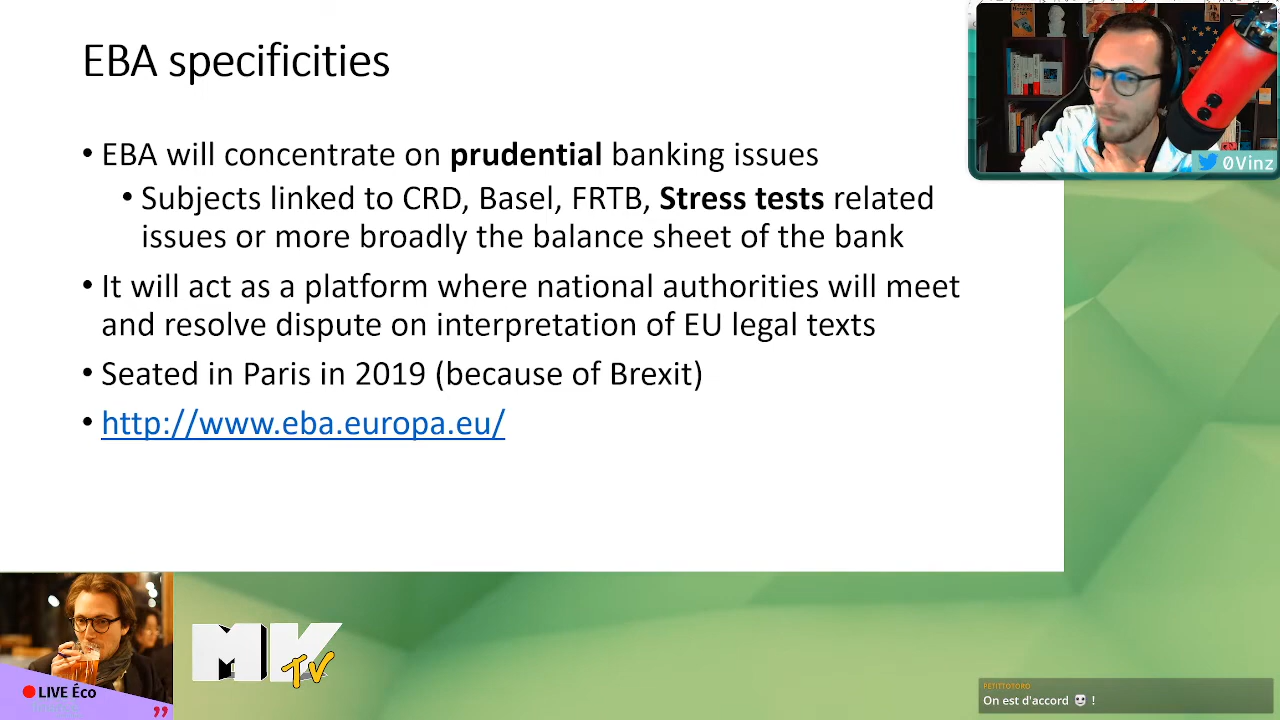 EBA specificities
• EBA will concentrate on prudential banking issues
• Subjects linked to CRD, Basel, FRTB, Stress tests related
issues or more broadly the balance sheet of the bank
• It will act as a platform where national authorities will meet
and resolve dispute on interpretation of EU legal texts
• Seated in Paris in 2019 (because of Brexit)
• http://www.eba.europa.eu/
0Vinz
MK
TV
LIVE Éco
PETITTOTORO
On est d'accord !